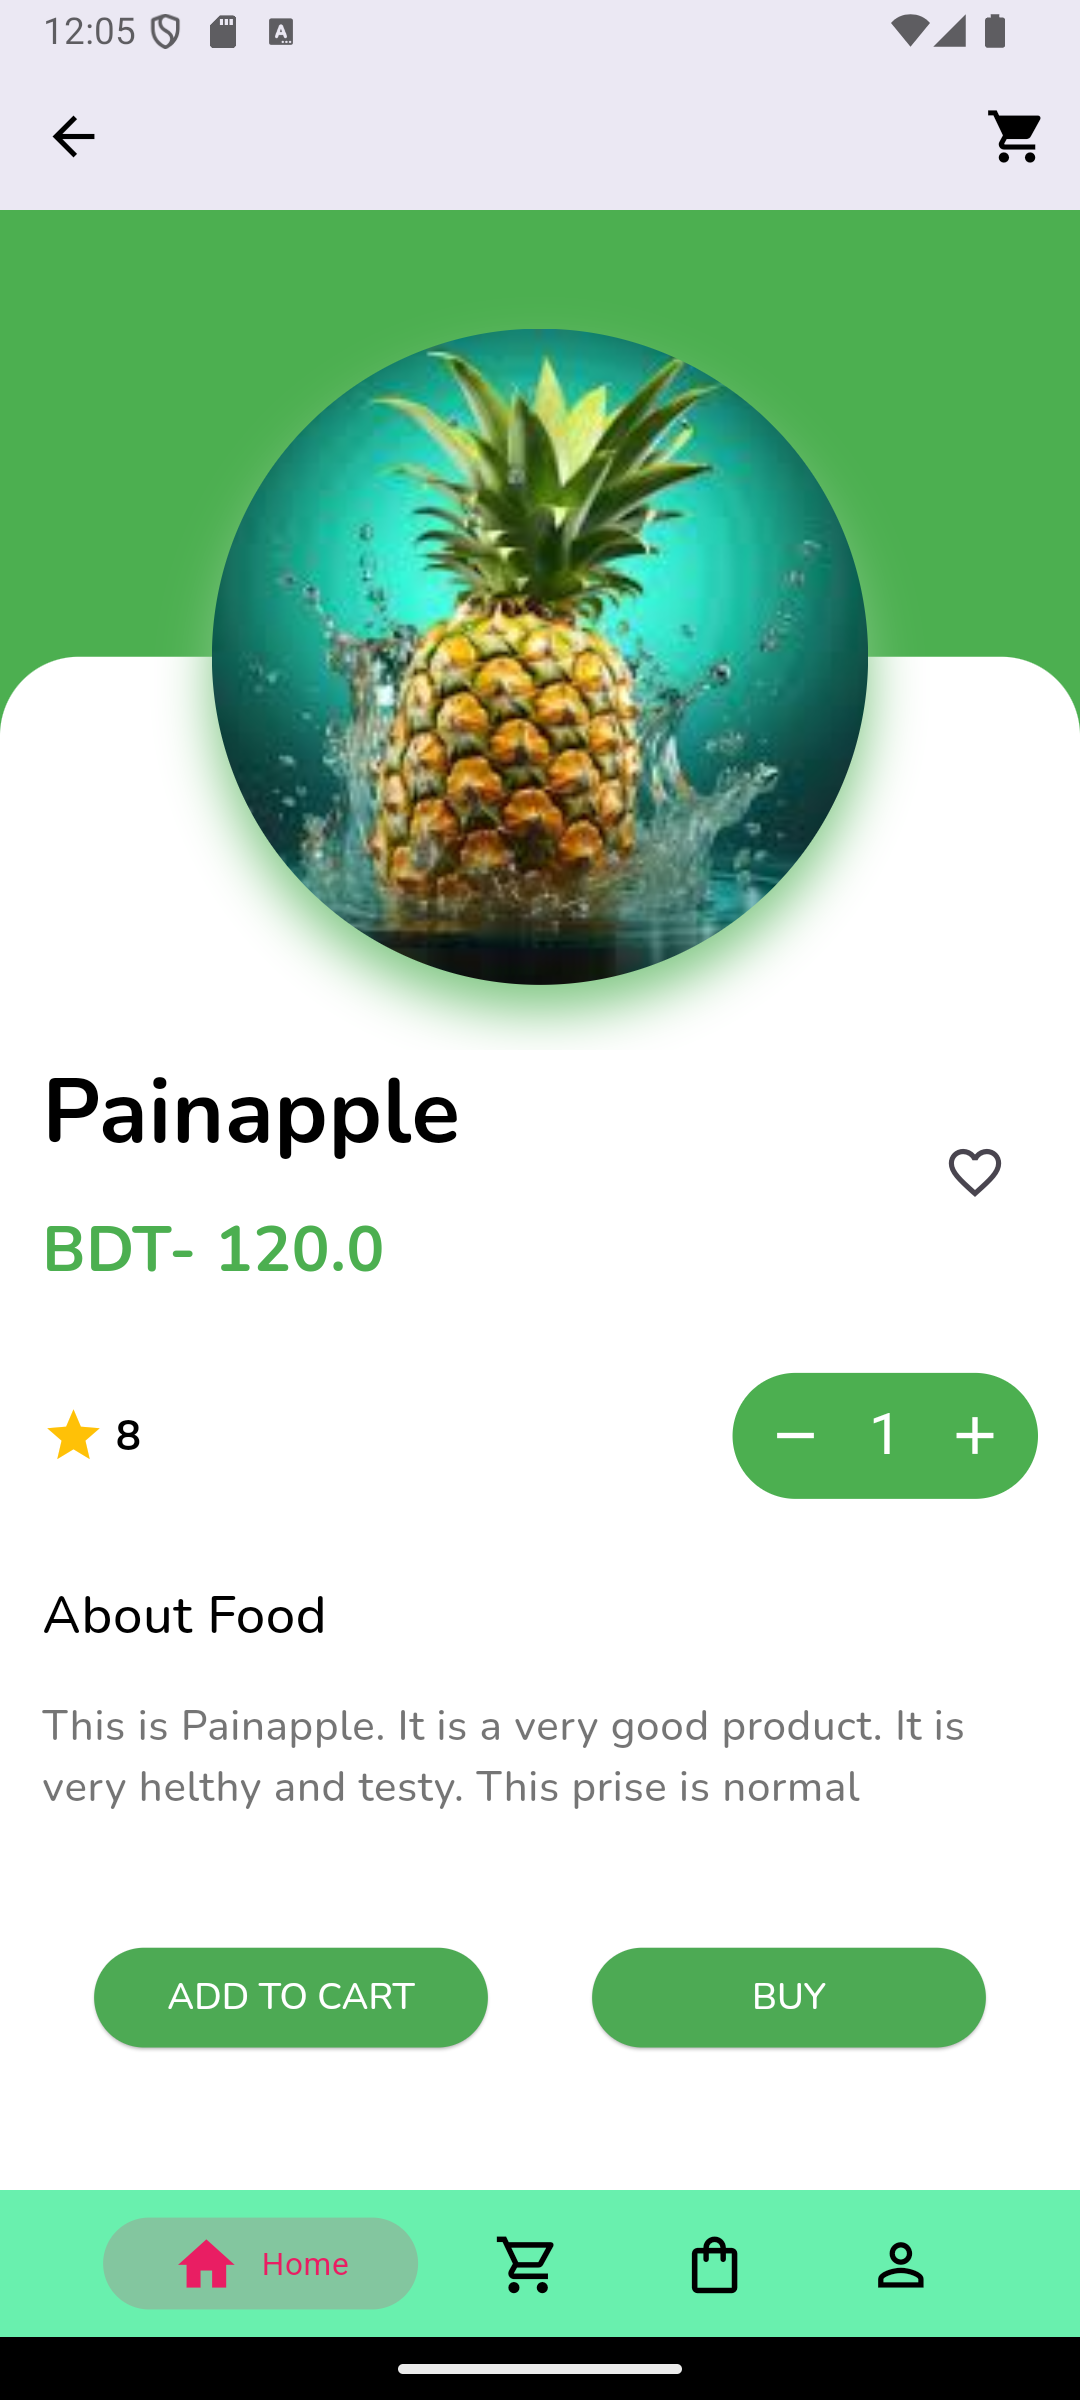 12:05
Painapple
BDT- 120.0
8
1
About Food
This is Painapple. It is a very good product. It is
very helthy and testy. This prise is normal
ADD TO CART
BUY
Home